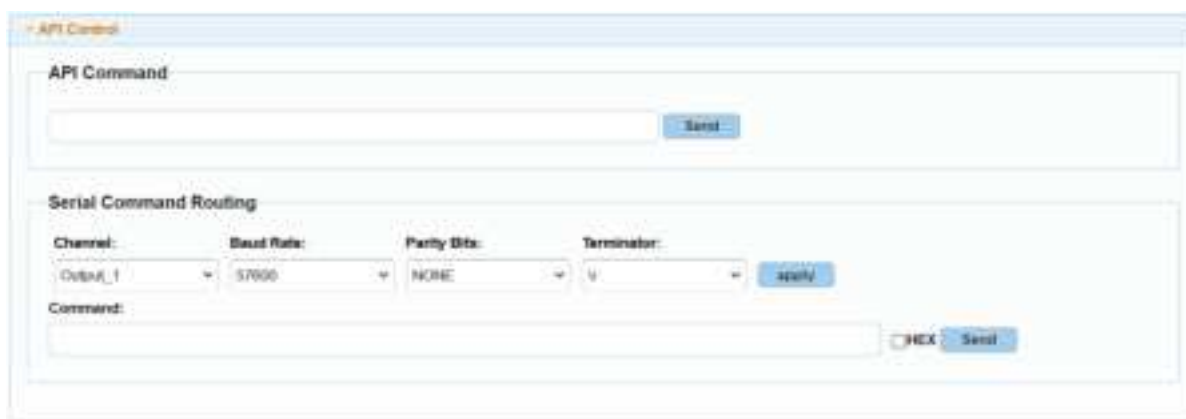 API Control
API Command
Send
Serial Command Routing
Channel: Baud Rate: Parity Bits: Terminator:
Output_1 57600 NONE apply
Command:
HEX Send